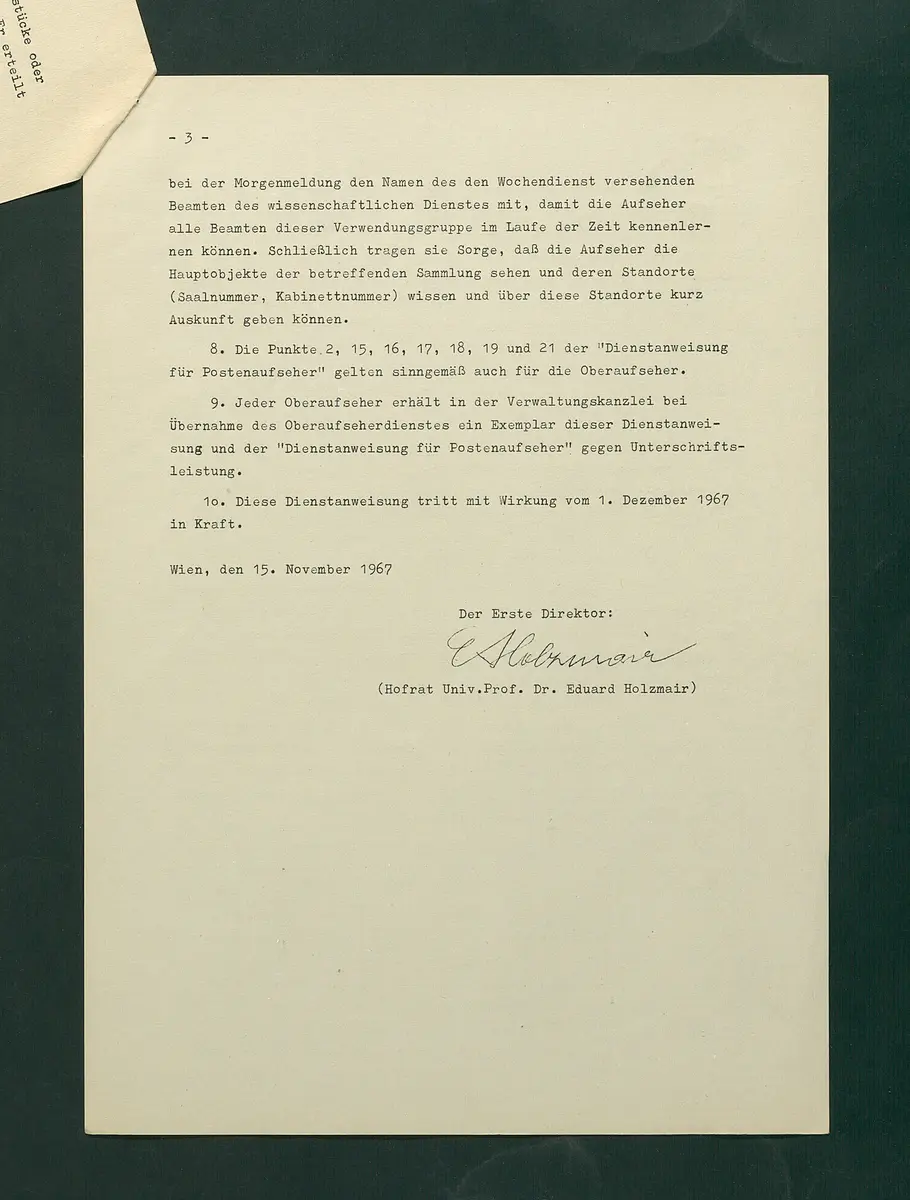 stücke oder
Er erteilt
- 3 -
bei der Morgenmeldung den Namen des den Wochendienst versehenden
Beamten des wissenschaftlichen Dienstes mit, damit die Aufseher
alle Beamten dieser Verwendungsgruppe im Laufe der Zeit kennenler-
nen können. Schließlich tragen sie Sorge, daß die Aufseher die
Hauptobjekte der betreffenden Sammlung sehen und deren Standorte
(Saalnummer, Kabinettnummer) wissen und über diese Standorte kurz
Auskunft geben können.
8. Die Punkte 2, 15, 16, 17, 18, 19 und 21 der "Dienstanweisung
für Postenaufseher" gelten sinngemäß auch für die Oberaufseher.
9. Jeder Oberaufseher erhält in der Verwaltungskanzlei bei
Übernahme des Oberaufseherdienstes ein Exemplar dieser Dienstanwei-
sung und der "Dienstanweisung für Postenaufseher" gegen Unterschrifts-
leistung.
1o. Diese Dienstanweisung tritt mit Wirkung vom 1. Dezember 1967
in Kraft.
Wien, den 15. November 1967
Der Erste Direktor:
E Holzmair
(Hofrat Univ.Prof. Dr. Eduard Holzmair)